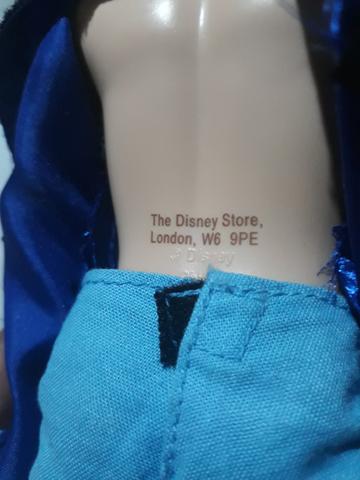 The Disney Store,
London, W6 9PE
Disney